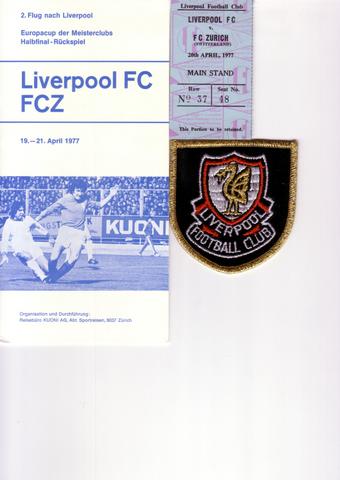 2. Flug nach Liverpool
Europacup der Meisterclubs
Halbfinal-Rückspiel
Liverpool FC
FCZ
19.—21. April 1977
KUONI
Organisation und Durchführung:
Reisebüro KUONI AG, Abt. Sportreisen, 8037 Zürich
Liverpool Football Club
LIVERPOOL FC
v.
FC ZURICH
(SWITZERLAND)
20th APRIL, 1977
MAIN STAND
Row Seat No.
No 37 48
This Portion to be retained.
LIVERPOOL
FOOTBALL CLUB